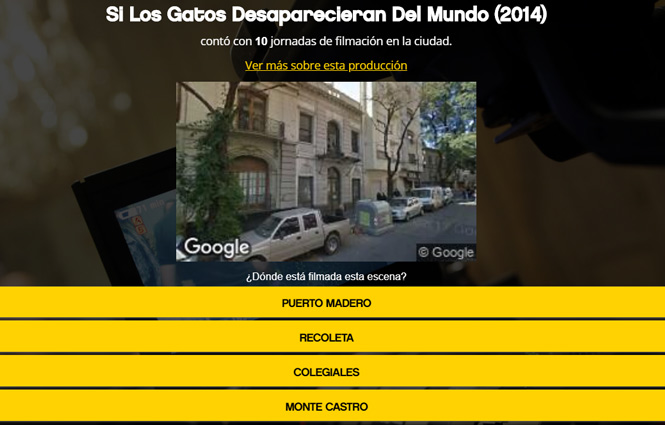 Si Los Gatos Desaparecieran Del Mundo (2014)
contó con 10 jornadas de filmación en la ciudad.
Ver más sobre esta producción
Google
© Google
¿Dónde está filmada esta escena?
PUERTO MADERO
RECOLETA
COLEGIALES
MONTE CASTRO